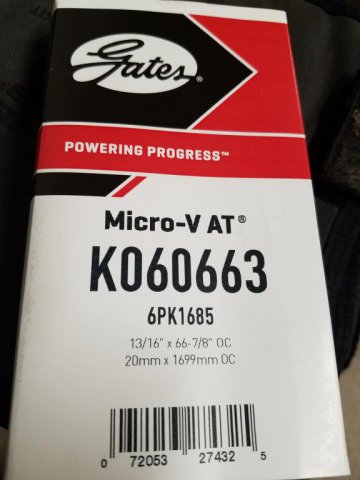 Gates®
POWERING PROGRESS™
Micro-V AT®
K060663
6PK1685
13/16" x 66-7/8" OC
20mm x 1699mm OC
0 72053 27432 5